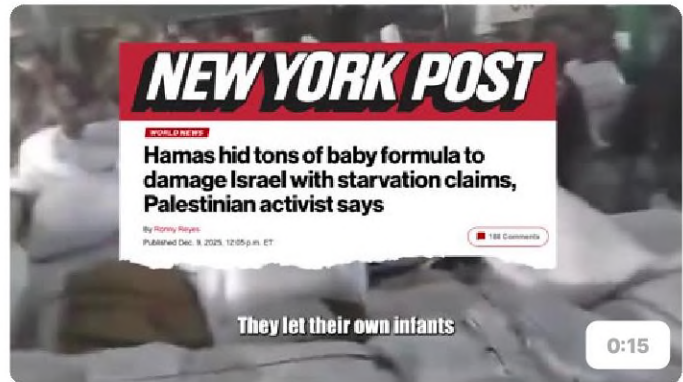 NEW YORK POST
WORLD NEWS
Hamas hid tons of baby formula to
damage Israel with starvation claims,
Palestinian activist says
By Ronny Reyes
Published Dec. 9, 2025, 12:05 p.m. ET
Comments
They let their own infants
0:15